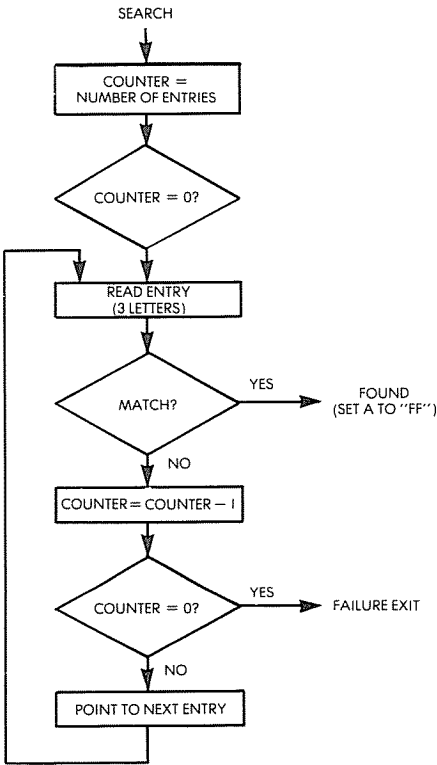 SEARCH
COUNTER =
NUMBER OF ENTRIES
COUNTER = 0?
READ ENTRY
(3 LETTERS)
MATCH?
YES
FOUND
(SET A TO "FF")
NO
COUNTER = COUNTER – 1
COUNTER = 0?
YES
FAILURE EXIT
NO
POINT TO NEXT ENTRY